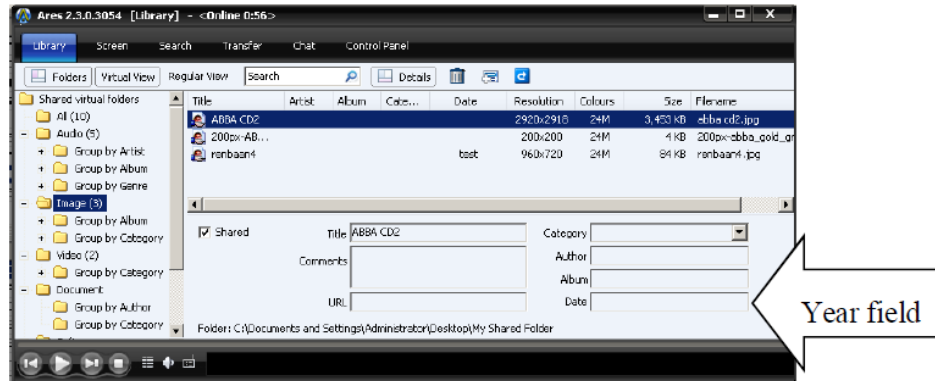 Ares 2.3.0.3054 [Library] - <Online 0:56>
Library Screen Search Transfer Chat Control Panel
Folders Virtual View Regular View Search Details
Shared virtual folders
All (10)
Audio (5)
Group by Artist
Group by Album
Group by Genre
Image (3)
Group by Album
Group by Category
Video (2)
Group by Category
Document
Group by Author
Group by Category
Title Artist Album Cate... Date Resolution Colours Size Filename
ABBA CD2 2920x2918 24M 3,453 KB abba cd2.jpg
200px-AB... 200x200 24M 4 KB 200px-abba_gold_gr
renbaan4 test 960x720 24M 84 KB renbaan4.jpg
Shared
Title ABBA CD2
Comments
URL
Category
Author
Album
Date
Folder: C:\Documents and Settings\Administrator\Desktop\My Shared Folder
Year field